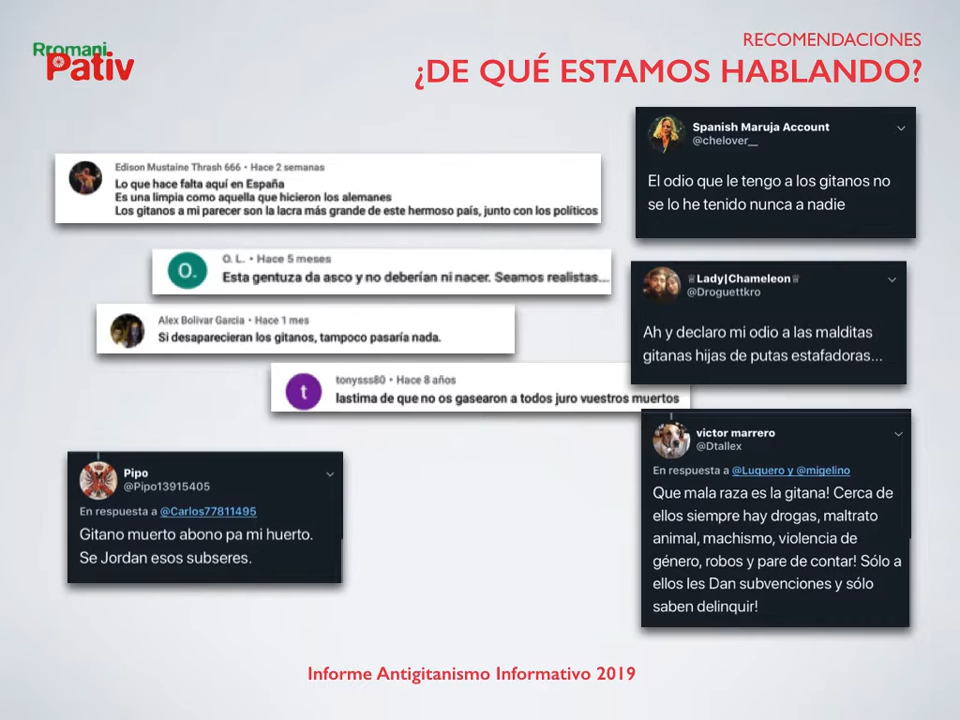 Rromani
Pativ
RECOMENDACIONES
¿DE QUÉ ESTAMOS HABLANDO?
Edison Mustaine Thrash 666 • Hace 2 semanas
Lo que hace falta aquí en España
Es una limpia como aquella que hicieron los alemanes
Los gitanos a mi parecer son la lacra más grande de este hermoso país, junto con los políticos
O.
O. L. • Hace 5 meses
Esta gentuza da asco y no deberían ni nacer. Seamos realistas...
Alex Bolivar Garcia • Hace 1 mes
Si desaparecieran los gitanos, tampoco pasaría nada.
t
tonysss80 • Hace 8 años
lastima de que no os gasearon a todos juro vuestros muertos
Pipo
@Pipo13915405
En respuesta a @Carlos77811495
Gitano muerto abono pa mi huerto.
Se Jordan esos subseres.
Spanish Maruja Account
@chelover__
El odio que le tengo a los gitanos no
se lo he tenido nunca a nadie
♕Lady|Chameleon♕
@Droguettkro
Ah y declaro mi odio a las malditas
gitanas hijas de putas estafadoras...
victor marrero
@Dtallex
En respuesta a @Luquero y @migelino
Que mala raza es la gitana! Cerca de
ellos siempre hay drogas, maltrato
animal, machismo, violencia de
género, robos y pare de contar! Sólo a
ellos les Dan subvenciones y sólo
saben delinquir!
Informe Antigitanismo Informativo 2019